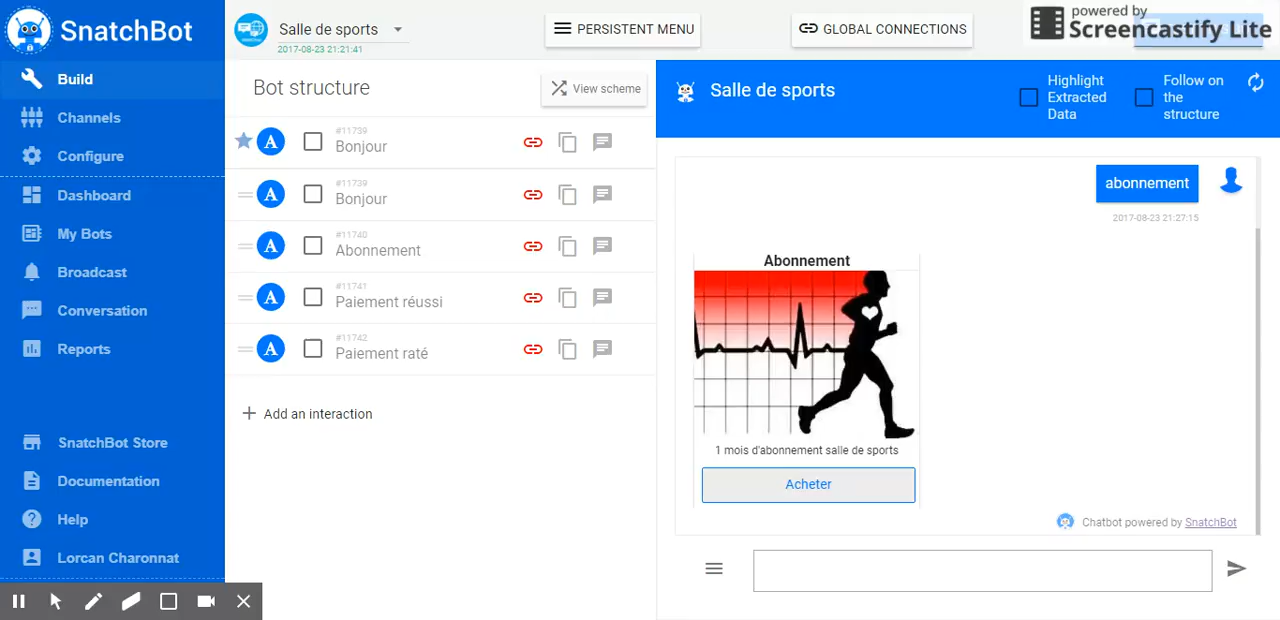 SnatchBot
Build
Channels
Configure
Dashboard
My Bots
Broadcast
Conversation
Reports
SnatchBot Store
Documentation
Help
Lorcan Charonnat
Salle de sports
2017-08-23 21:21:41
PERSISTENT MENU
GLOBAL CONNECTIONS
powered by
Screencastify Lite
Bot structure
View scheme
A
#11739
Bonjour
A
#11739
Bonjour
A
#11740
Abonnement
A
#11741
Paiement réussi
A
#11742
Paiement raté
Add an interaction
Salle de sports
Highlight
Extracted
Data
Follow on
the
structure
abonnement
2017-08-23 21:27:15
Abonnement
1 mois d'abonnement salle de sports
Acheter
Chatbot powered by SnatchBot